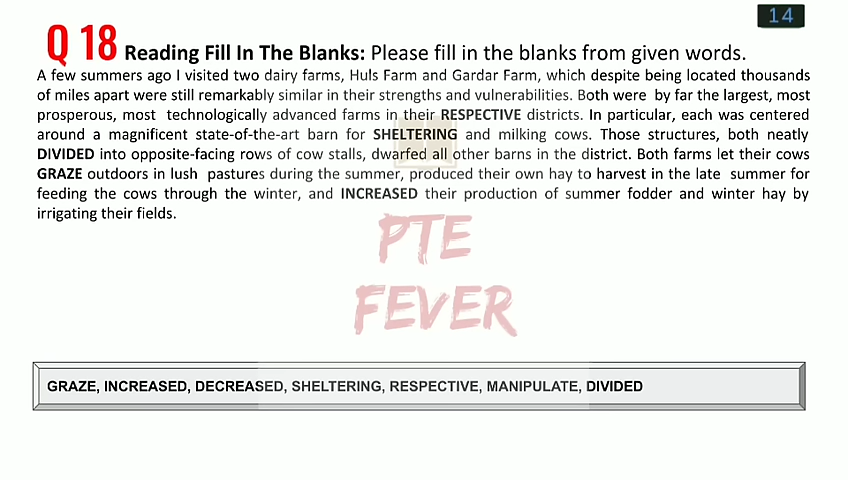 14
Q 18 Reading Fill In The Blanks: Please fill in the blanks from given words.
A few summers ago I visited two dairy farms, Huls Farm and Gardar Farm, which despite being located thousands
of miles apart were still remarkably similar in their strengths and vulnerabilities. Both were by far the largest, most
prosperous, most technologically advanced farms in their RESPECTIVE districts. In particular, each was centered
around a magnificent state-of-the-art barn for SHELTERING and milking cows. Those structures, both neatly
DIVIDED into opposite-facing rows of cow stalls, dwarfed all other barns in the district. Both farms let their cows
GRAZE outdoors in lush pastures during the summer, produced their own hay to harvest in the late summer for
feeding the cows through the winter, and INCREASED their production of summer fodder and winter hay by
irrigating their fields.
PTE
FEVER
GRAZE, INCREASED, DECREASED, SHELTERING, RESPECTIVE, MANIPULATE, DIVIDED